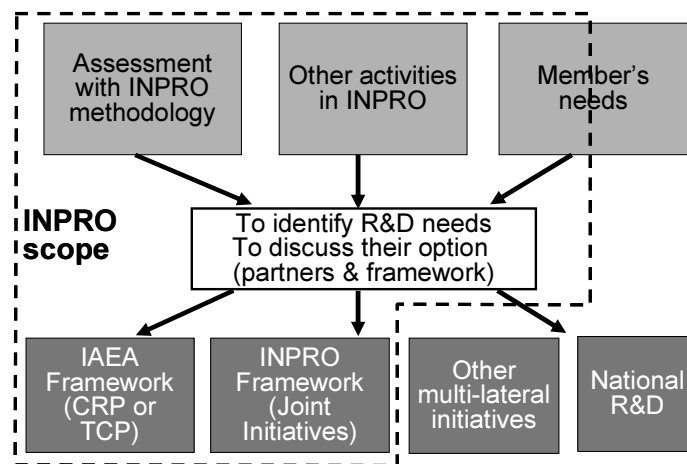 Assessment
with INPRO
methodology
Other activities
in INPRO
Member's
needs
INPRO
scope
To identify R&D needs
To discuss their option
(partners & framework)
IAEA
Framework
(CRP or
TCP)
INPRO
Framework
(Joint
Initiatives)
Other
multi-lateral
initiatives
National
R&D